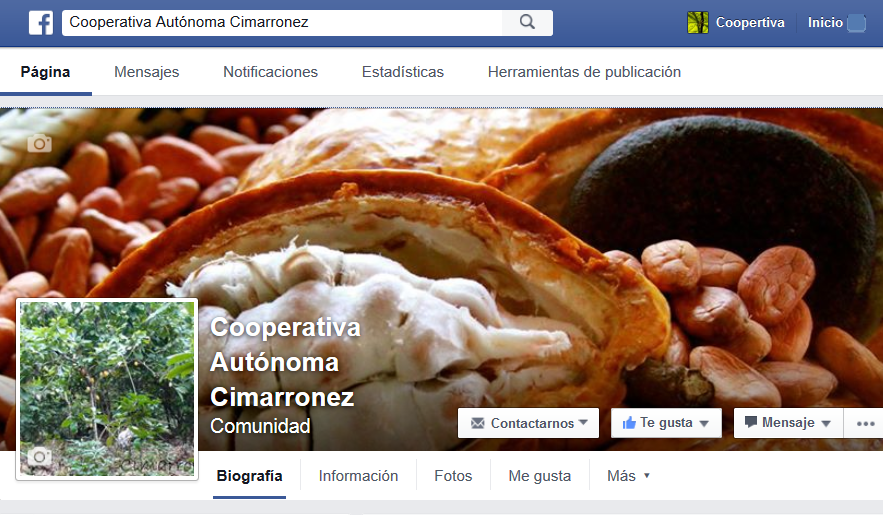 Cooperativa Autónoma Cimarronez
Coopertiva
Inicio
Página Mensajes Notificaciones Estadísticas Herramientas de publicación
Cooperativa
Autónoma
Cimarronez
Comunidad
Contactarnos Te gusta Mensaje
Cimarro
Biografía Información Fotos Me gusta Más